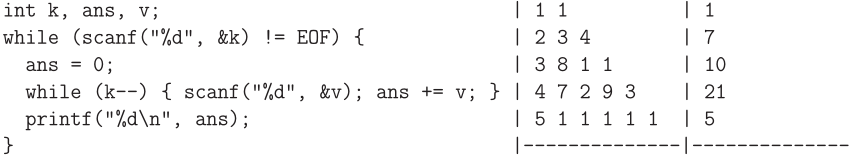 int k, ans, v;                          | 1 1          | 1
while (scanf("%d", &k) != EOF) {        | 2 3 4        | 7
  ans = 0;                              | 3 8 1 1      | 10
  while (k--) { scanf("%d", &v); ans += v; } | 4 7 2 9 3    | 21
  printf("%d\n", ans);                  | 5 1 1 1 1 1  | 5
}                                       |--------------|--------------